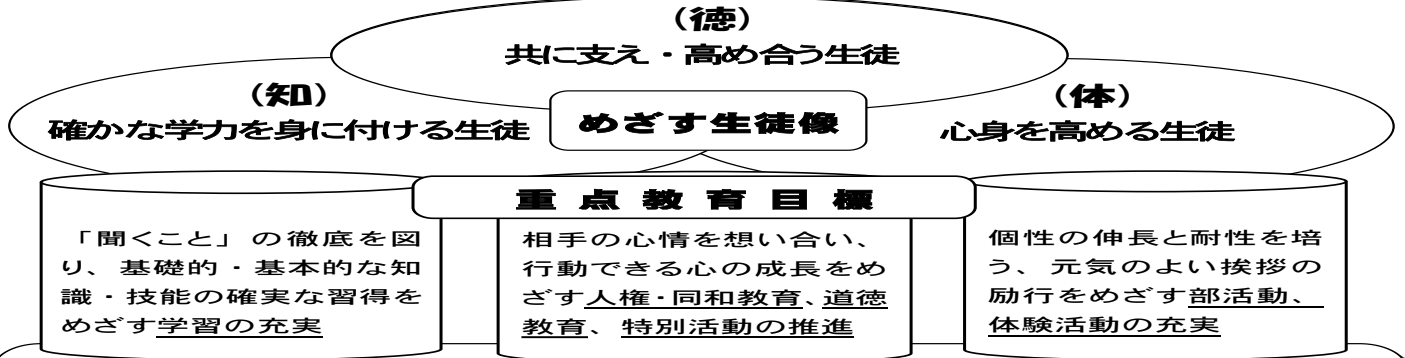 （徳）
共に支え・高め合う生徒
（知）
確かな学力を身に付ける生徒
めざす生徒像
（体）
心身を高める生徒
重点教育目標
「聞くこと」の徹底を図
り、基礎的・基本的な知
識・技能の確実な習得を
めざす学習の充実
相手の心情を想い合い、
行動できる心の成長をめ
ざす人権・同和教育、道徳
教育、特別活動の推進
個性の伸長と耐性を培
う、元気のよい挨拶の
励行をめざす部活動、
体験活動の充実